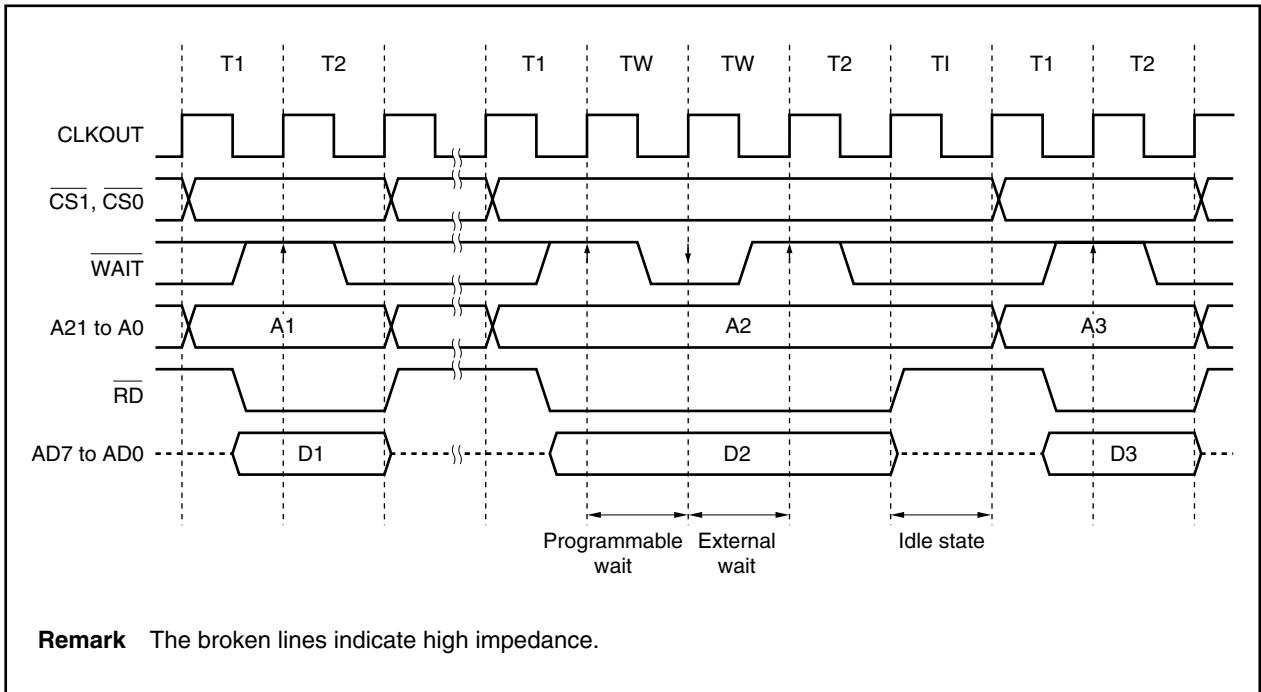 T1 T2 T1 TW TW T2 TI T1 T2
CLKOUT
CS1, CS0
WAIT
A21 to A0 A1 A2 A3
RD
AD7 to AD0 D1 D2 D3
Programmable wait
External wait
Idle state
Remark The broken lines indicate high impedance.